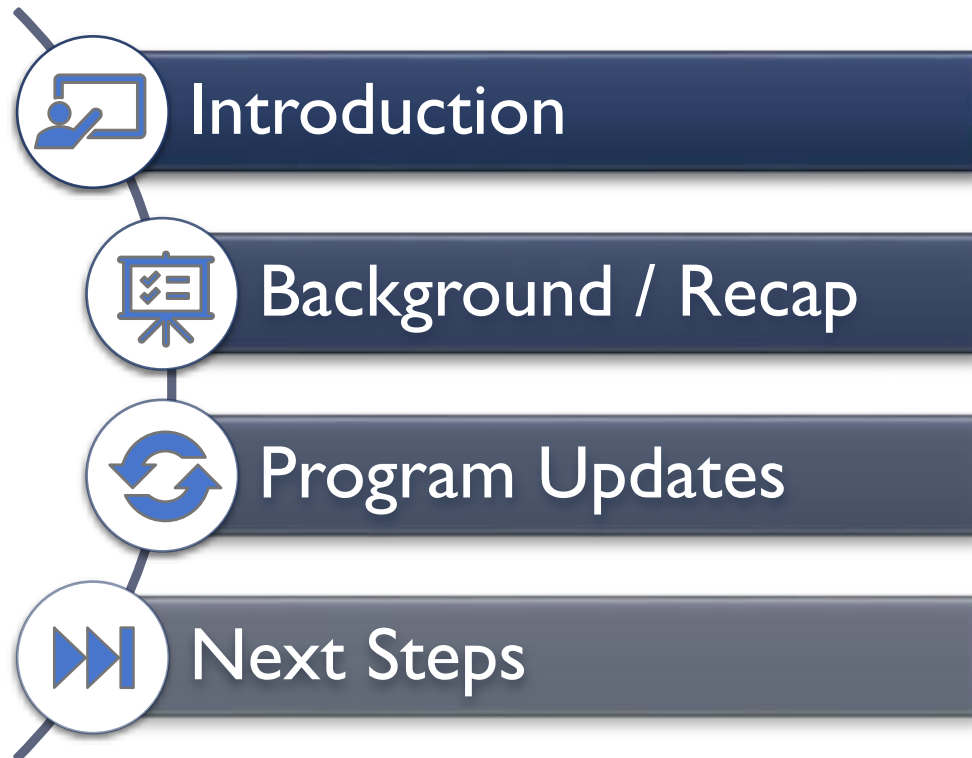 Introduction
Background / Recap
Program Updates
Next Steps